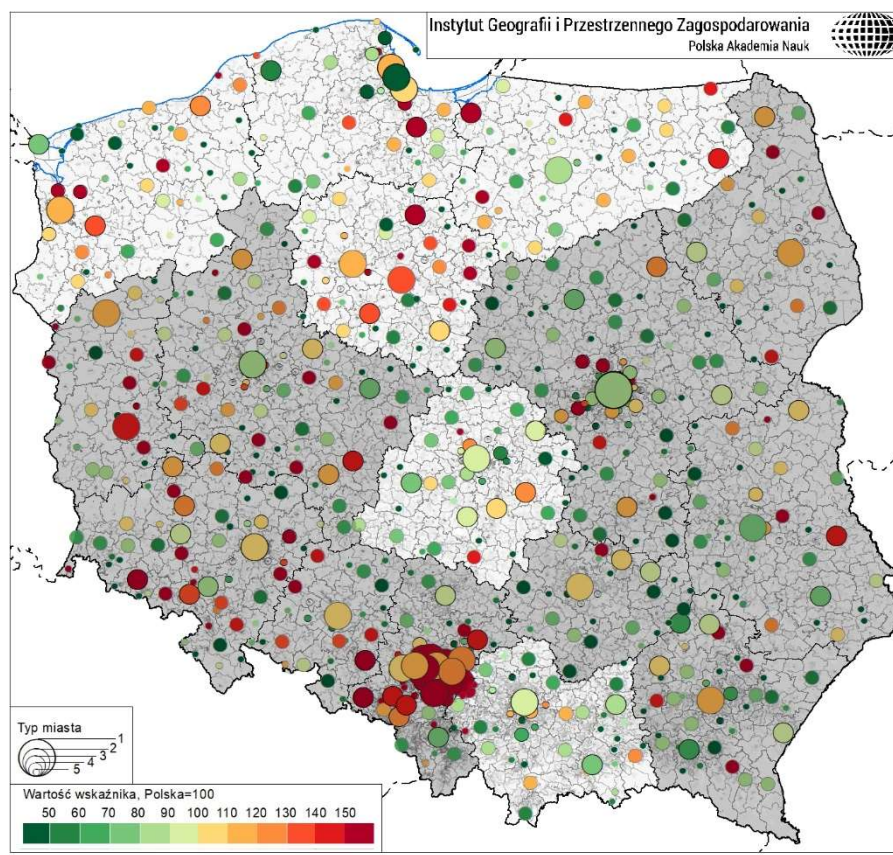 Instytut Geografii i Przestrzennego Zagospodarowania
Polska Akademia Nauk
Typ miasta
1
2
3
4
5
Wartość wskaźnika, Polska=100
50 60 70 80 90 100 110 120 130 140 150